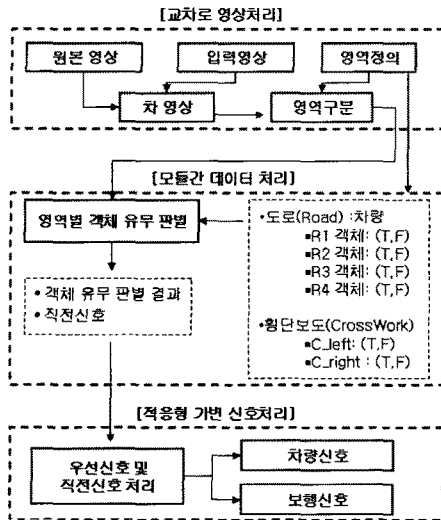 [교차로 영상처리]
원본 영상
입력영상
영역정의
차 영상
영역구분
[모듈간 데이터 처리]
영역별 객체 유무 판별
•도로(Road) :차량
▪R1 객체: (T,F)
▪R2 객체: (T,F)
▪R3 객체: (T,F)
▪R4 객체: (T,F)
•횡단보도(CrossWork)
▪C_left: (T,F)
▪C_right : (T,F)
• 객체 유무 판별 결과
• 직전신호
[적응형 가변 신호처리]
우선신호 및
직전신호 처리
차량신호
보행신호